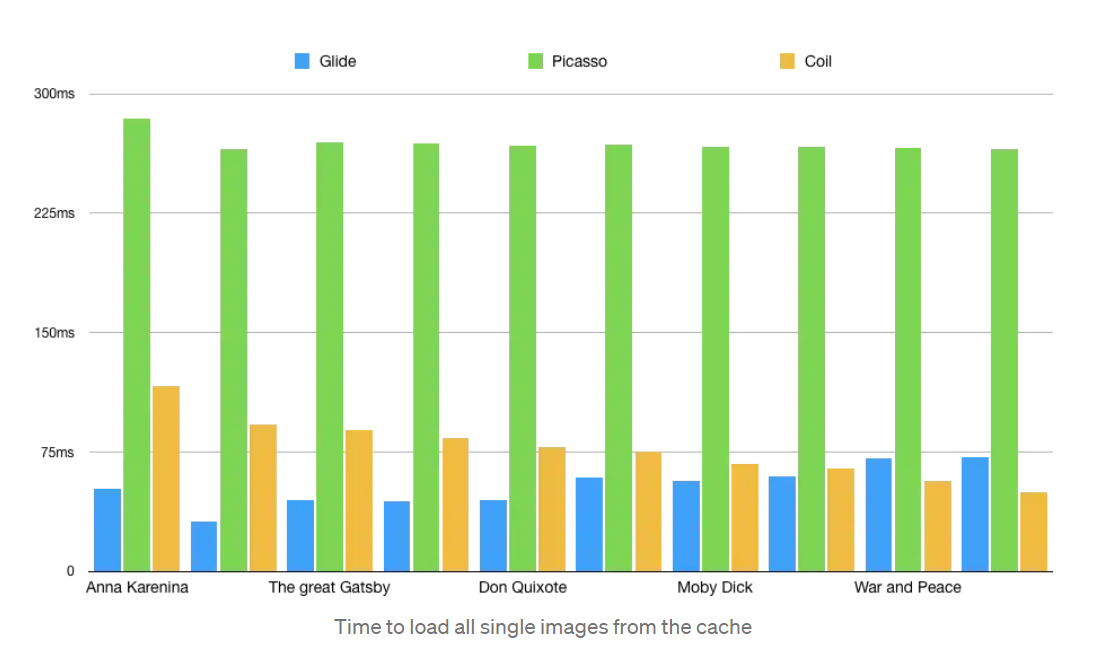 Glide Picasso Coil
300ms
225ms
150ms
75ms
0
Anna Karenina The great Gatsby Don Quixote Moby Dick War and Peace
Time to load all single images from the cache